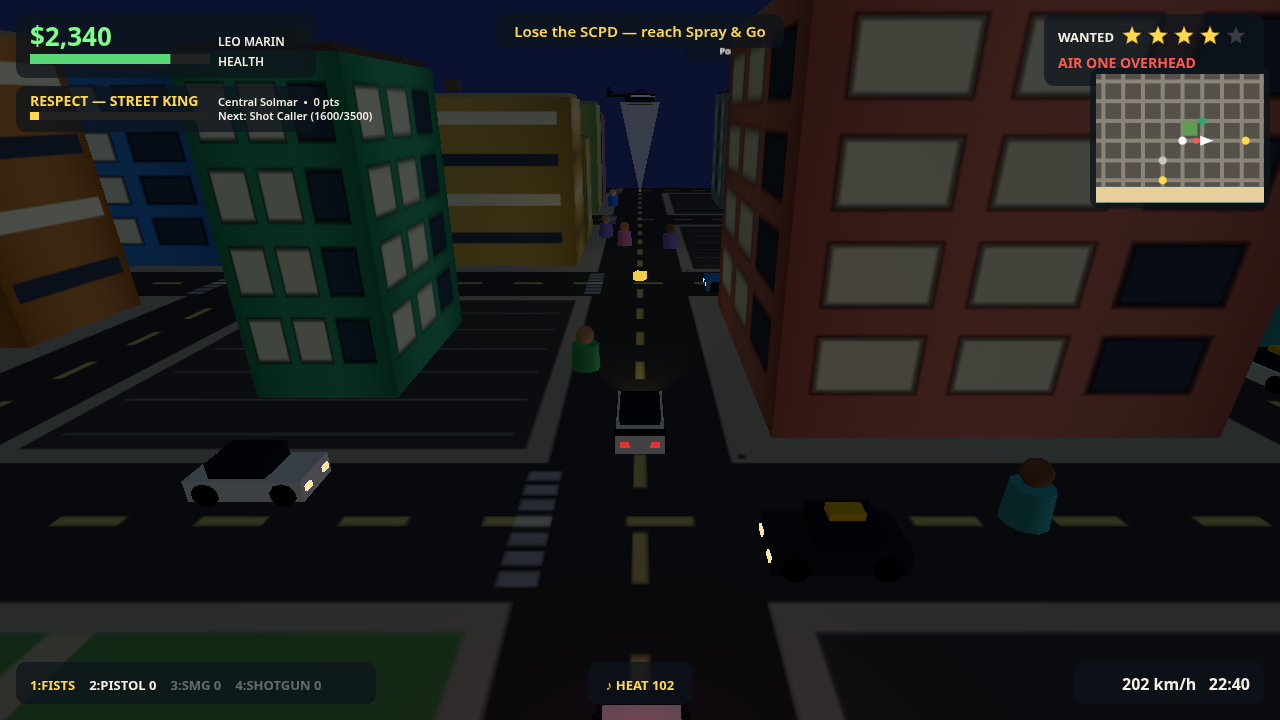 $2,340
LEO MARIN
HEALTH
Lose the SCPD — reach Spray & Go
Po
WANTED
AIR ONE OVERHEAD
RESPECT — STREET KING
Central Solmar • 0 pts
Next: Shot Caller (1600/3500)
1:FISTS 2:PISTOL 0 3:SMG 0 4:SHOTGUN 0
♪ HEAT 102
202 km/h 22:40